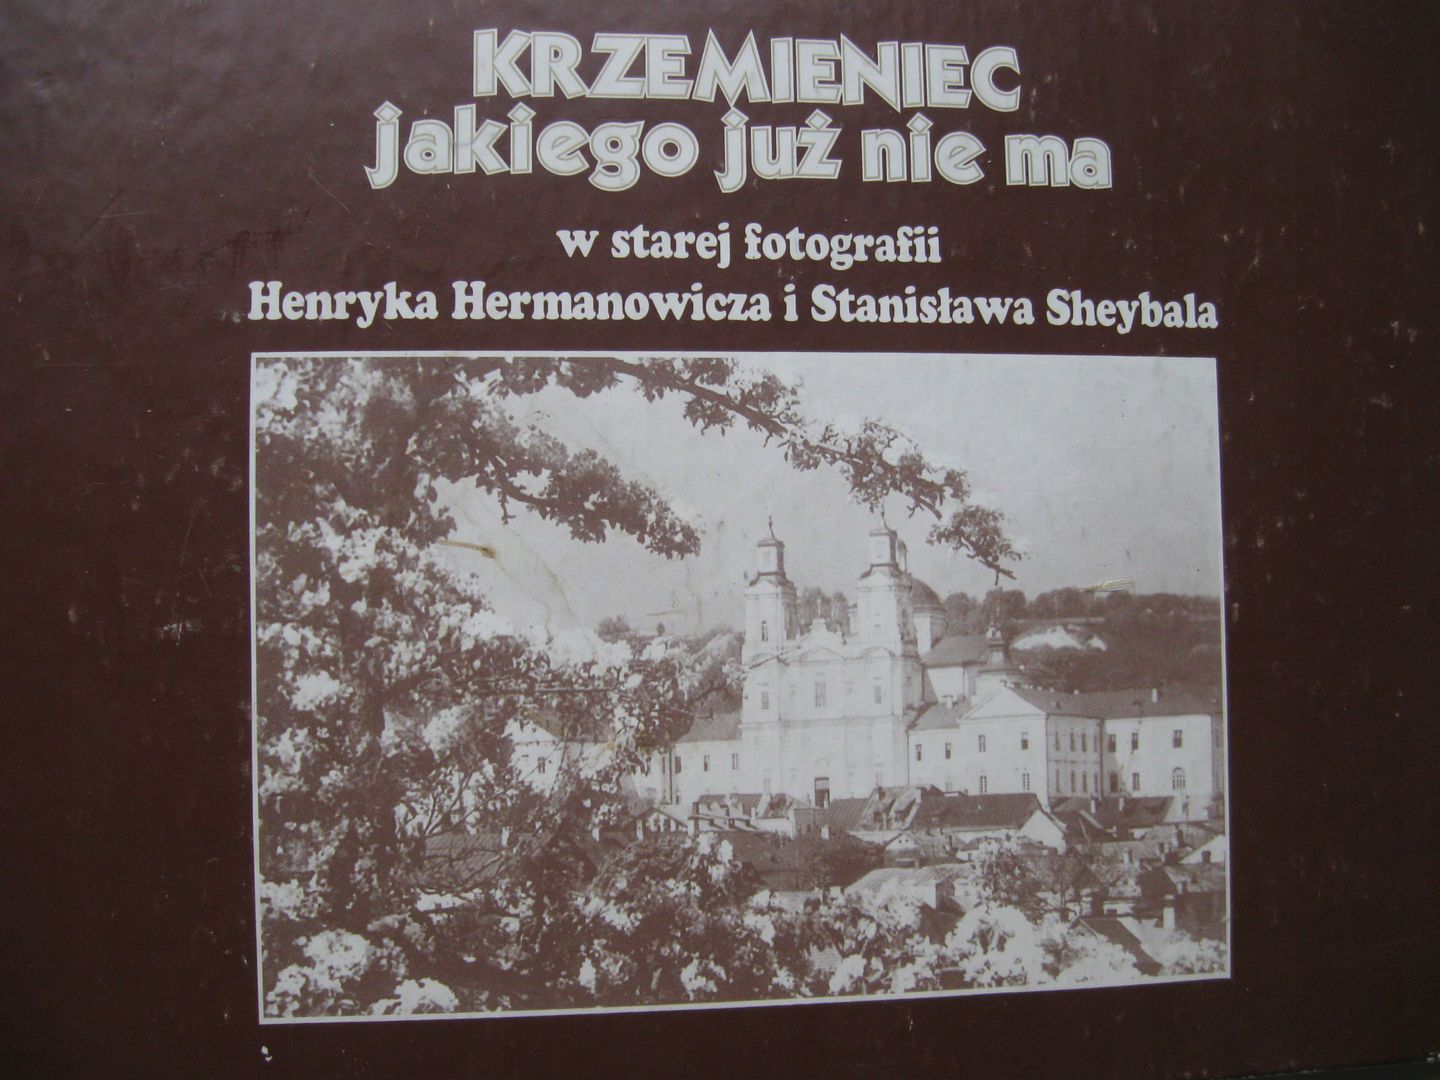 KRZEMIENIEC
jakiego już nie ma
w starej fotografii
Henryka Hermanowicza i Stanisława Sheybala